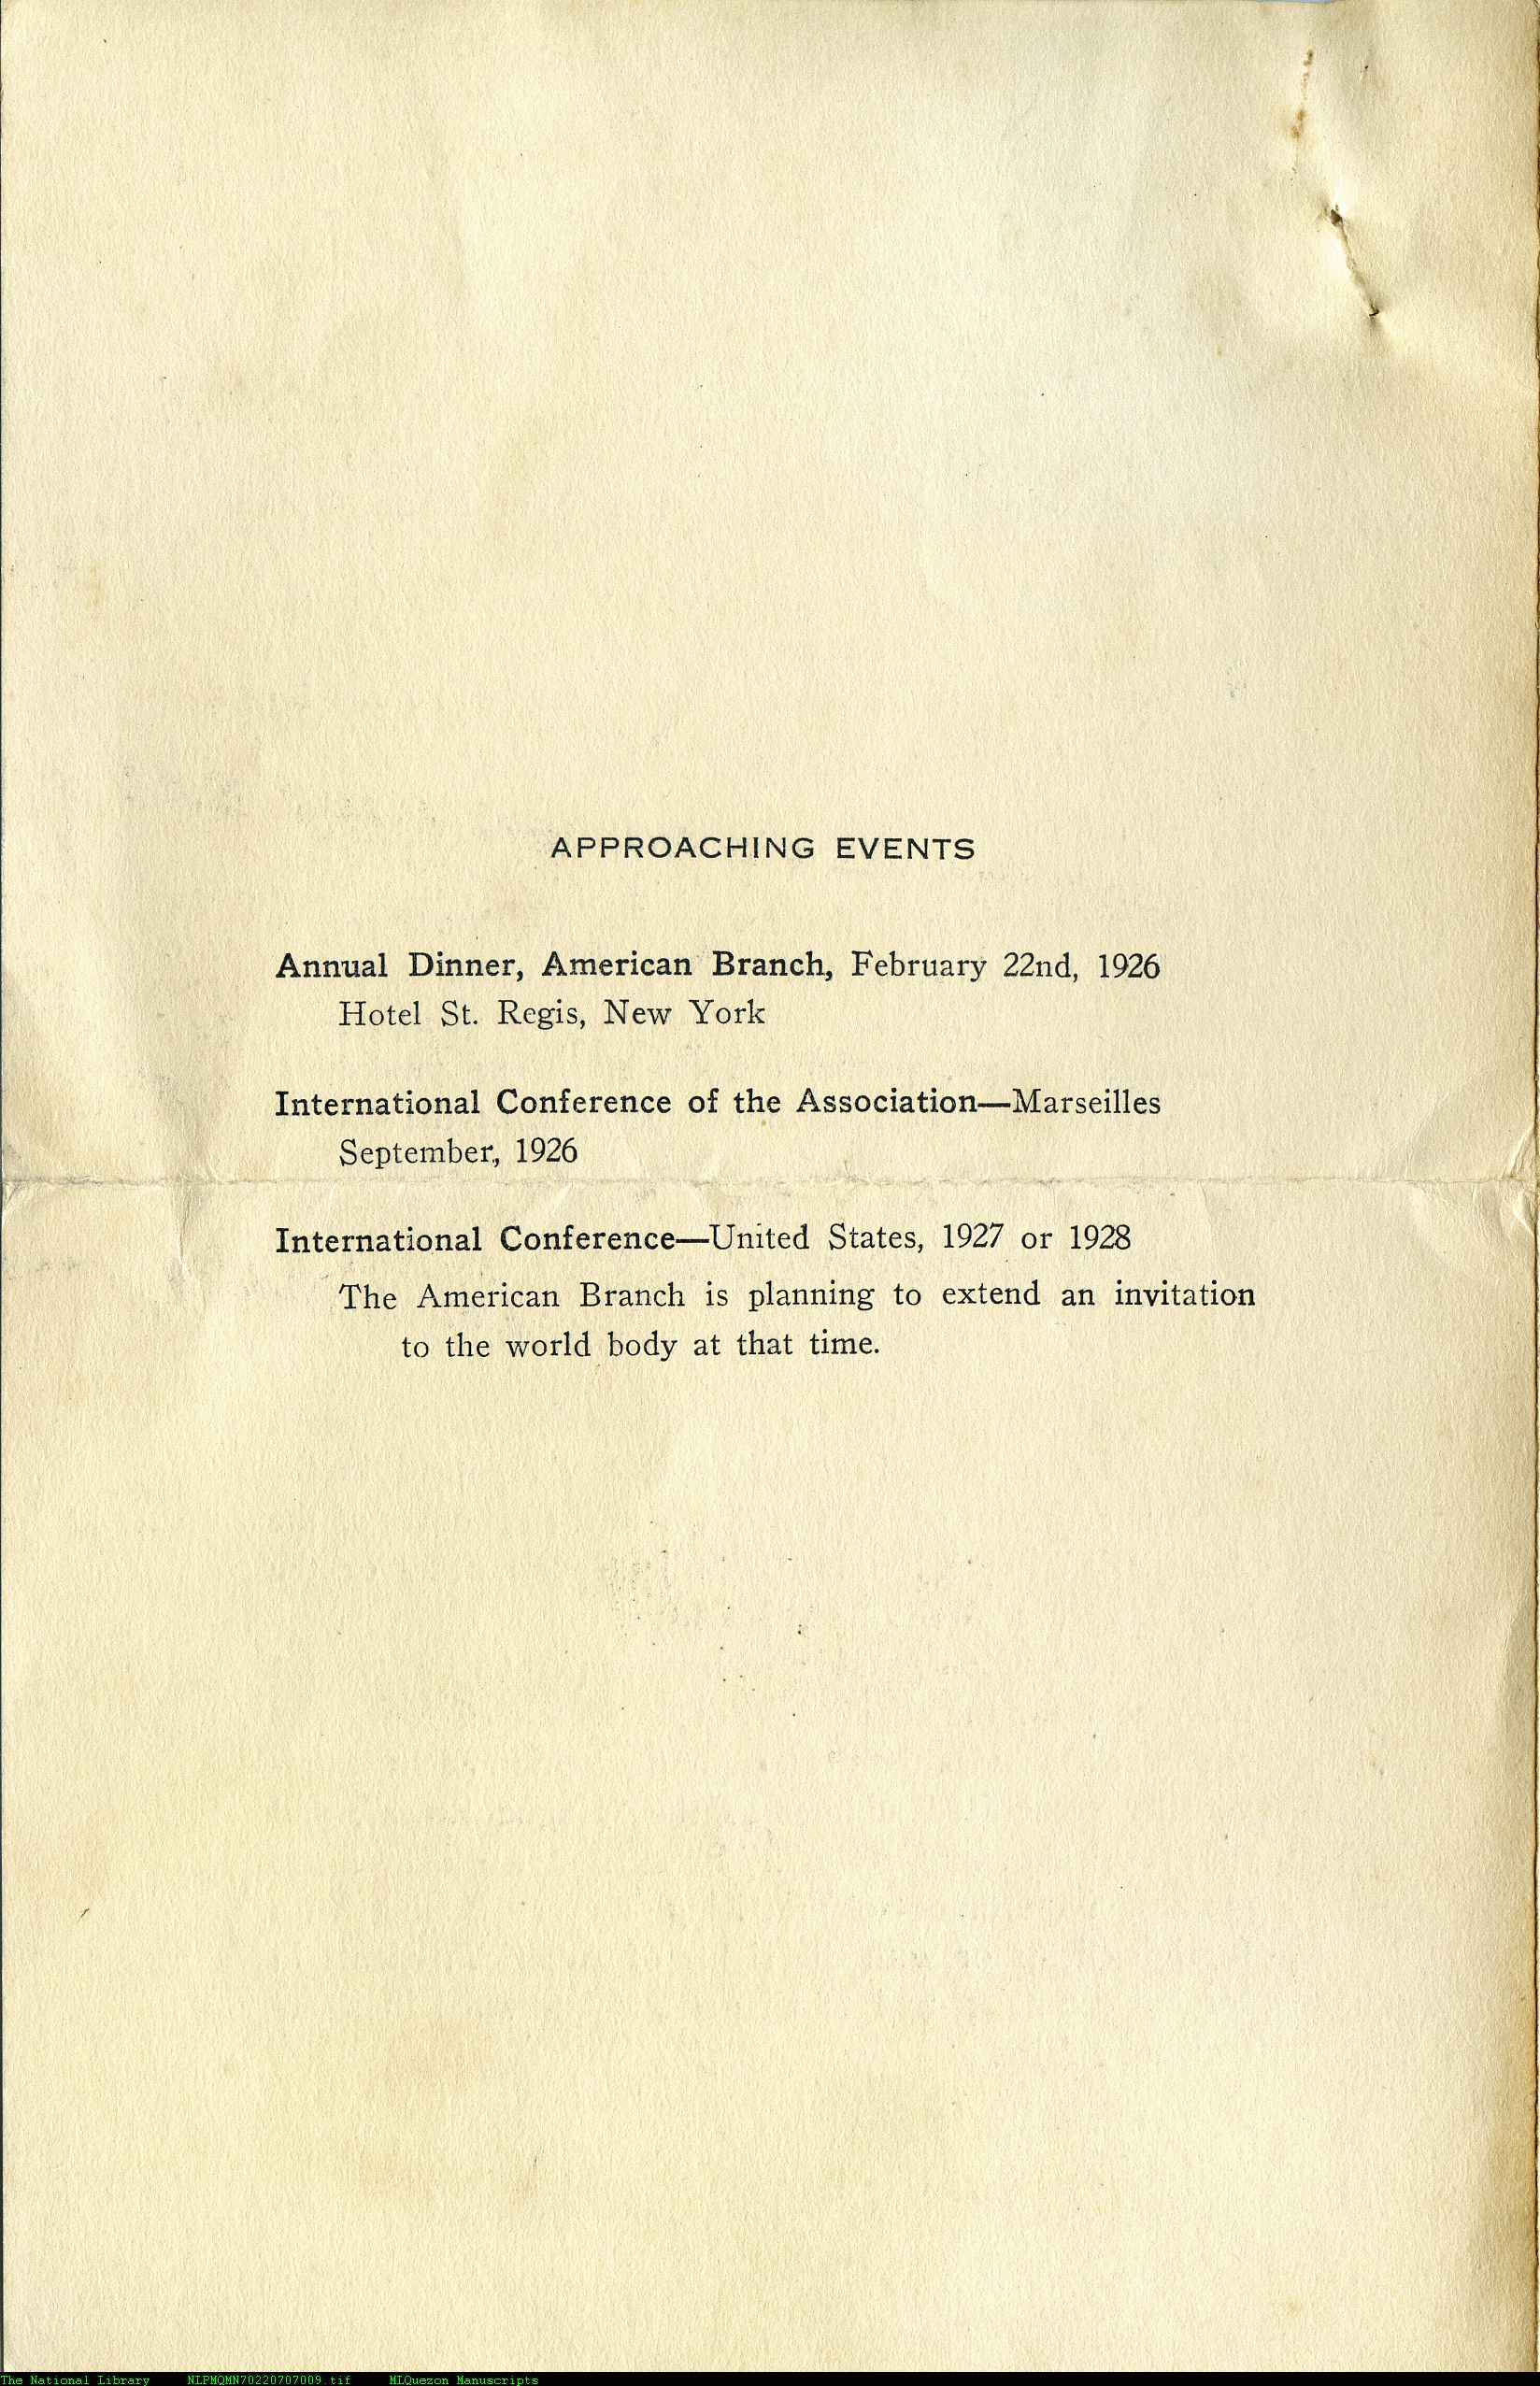 APPROACHING EVENTS
Annual Dinner, American Branch, February 22nd, 1926
Hotel St. Regis, New York
International Conference of the Association—Marseilles
September, 1926
International Conference—United States, 1927 or 1928
The American Branch is planning to extend an invitation
to the world body at that time.
The National Library NLPMQMN70220707009.tif MLQuezon Manuscripts